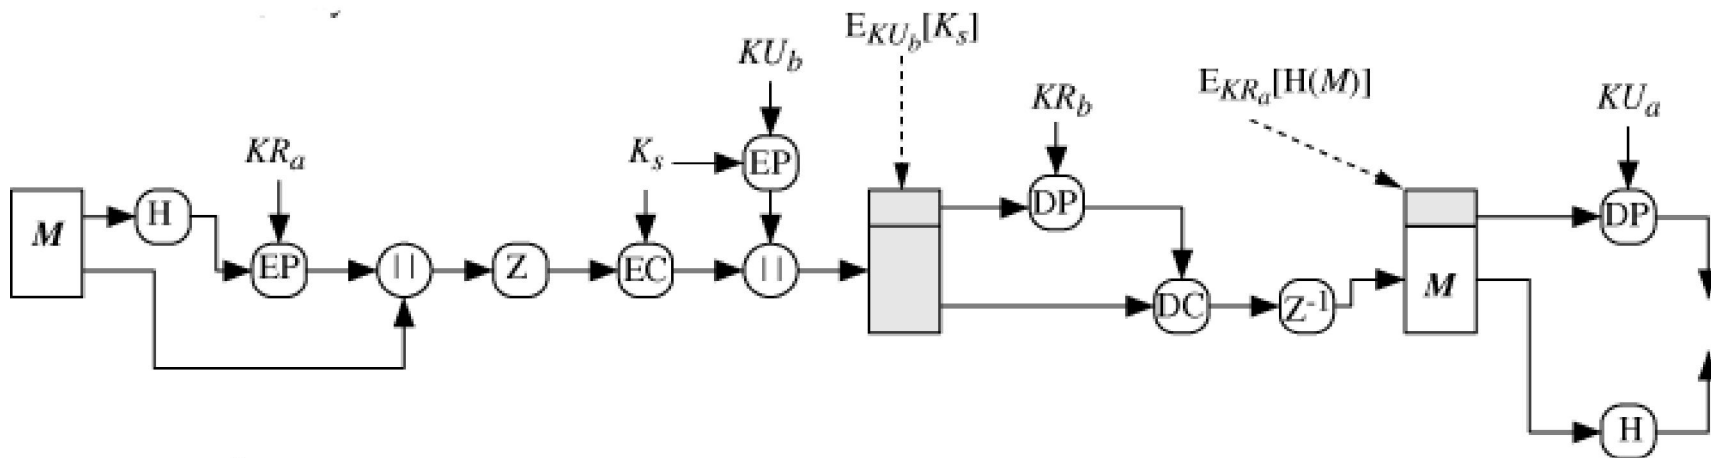 E_{KU_b}[K_s]
KU_b
E_{KR_a}[H(M)]
KR_b
KU_a
KR_a
K_s
EP
M
H
DP
DP
EP
||
Z
EC
||
DC
Z^{-1}
M
H